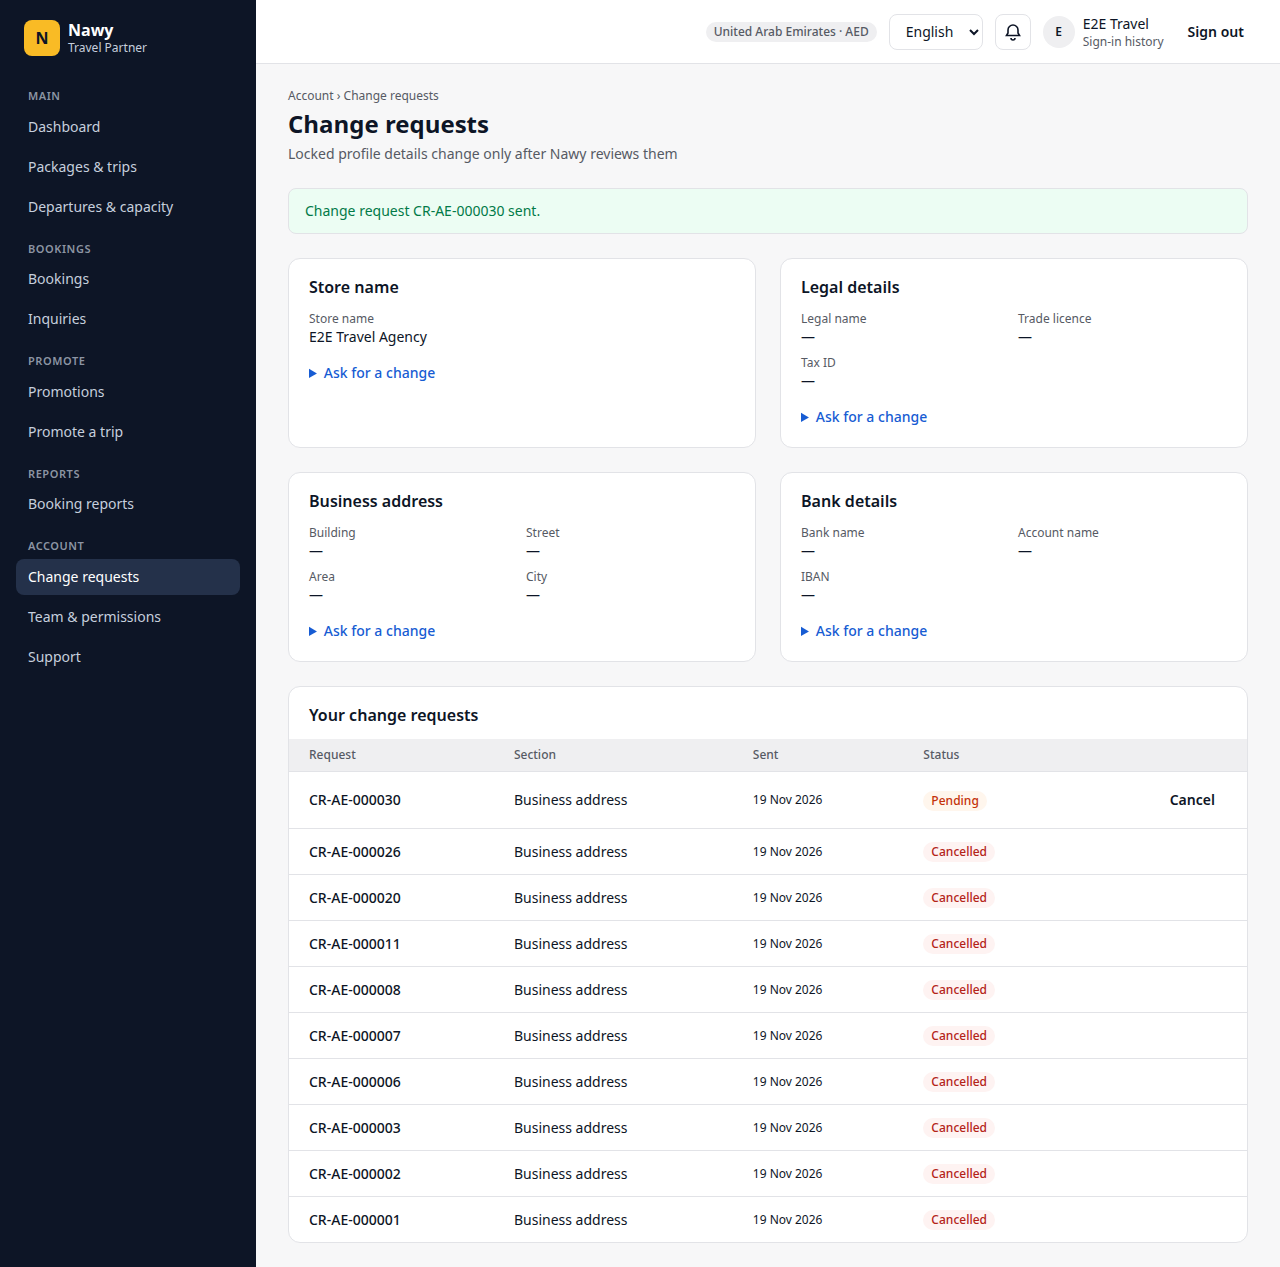 N
Nawy
Travel Partner
MAIN
Dashboard
Packages & trips
Departures & capacity
BOOKINGS
Bookings
Inquiries
PROMOTE
Promotions
Promote a trip
REPORTS
Booking reports
ACCOUNT
Change requests
Team & permissions
Support
United Arab Emirates · AED
English
E
E2E Travel
Sign-in history
Sign out
Account › Change requests
Change requests
Locked profile details change only after Nawy reviews them
Change request CR-AE-000030 sent.
Store name
Store name
E2E Travel Agency
Ask for a change
Legal details
Legal name Trade licence
— —
Tax ID
—
Ask for a change
Business address
Building Street
— —
Area City
— —
Ask for a change
Bank details
Bank name Account name
— —
IBAN
—
Ask for a change
Your change requests
Request Section Sent Status
CR-AE-000030 Business address 19 Nov 2026 Pending Cancel
CR-AE-000026 Business address 19 Nov 2026 Cancelled
CR-AE-000020 Business address 19 Nov 2026 Cancelled
CR-AE-000011 Business address 19 Nov 2026 Cancelled
CR-AE-000008 Business address 19 Nov 2026 Cancelled
CR-AE-000007 Business address 19 Nov 2026 Cancelled
CR-AE-000006 Business address 19 Nov 2026 Cancelled
CR-AE-000003 Business address 19 Nov 2026 Cancelled
CR-AE-000002 Business address 19 Nov 2026 Cancelled
CR-AE-000001 Business address 19 Nov 2026 Cancelled